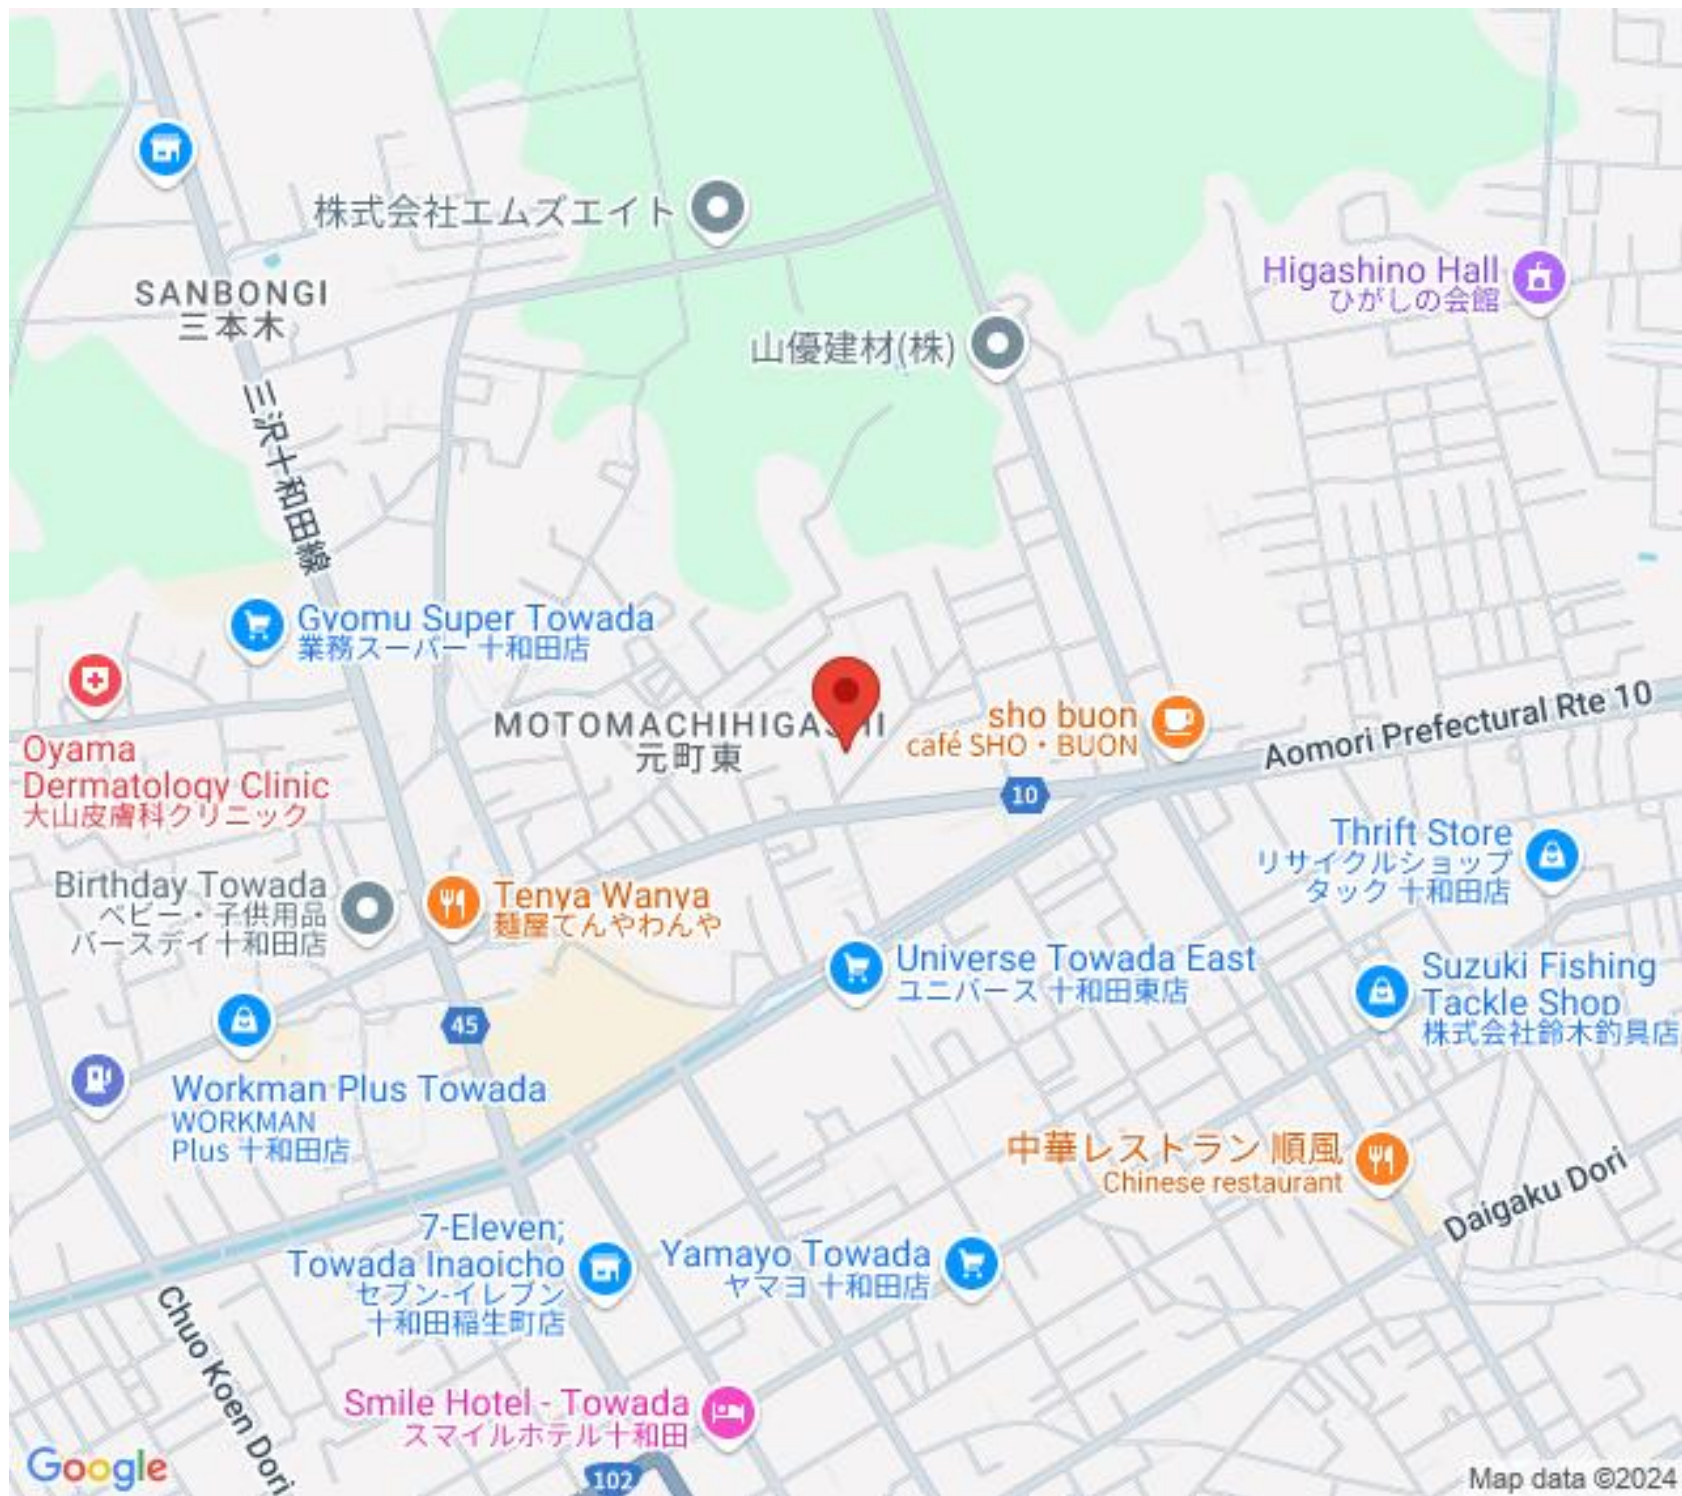 株式会社エムズエイト
Higashino Hall
ひがしの会館
SANBONGI
三本木
山優建材(株)
三沢十和田線
Gyomu Super Towada
業務スーパー 十和田店
Oyama
Dermatology Clinic
大山皮膚科クリニック
MOTOMACHIHIGASHI
元町東
sho buon
café SHO・BUON
Aomori Prefectural Rte 10
10
Thrift Store
リサイクルショップ
タック 十和田店
Birthday Towada
ベビー・子供用品
バースデイ十和田店
Tenya Wanya
麺屋てんやわんや
Universe Towada East
ユニバース 十和田東店
Suzuki Fishing
Tackle Shop
株式会社鈴木釣具店
45
Workman Plus Towada
WORKMAN
Plus 十和田店
中華レストラン 順風
Chinese restaurant
Daigaku Dori
7-Eleven;
Towada Inaoicho
セブン-イレブン
十和田稲生町店
Yamayo Towada
ヤマヨ 十和田店
Chuo Koen Dori
Smile Hotel - Towada
スマイルホテル十和田
102
Google
Map data ©2024